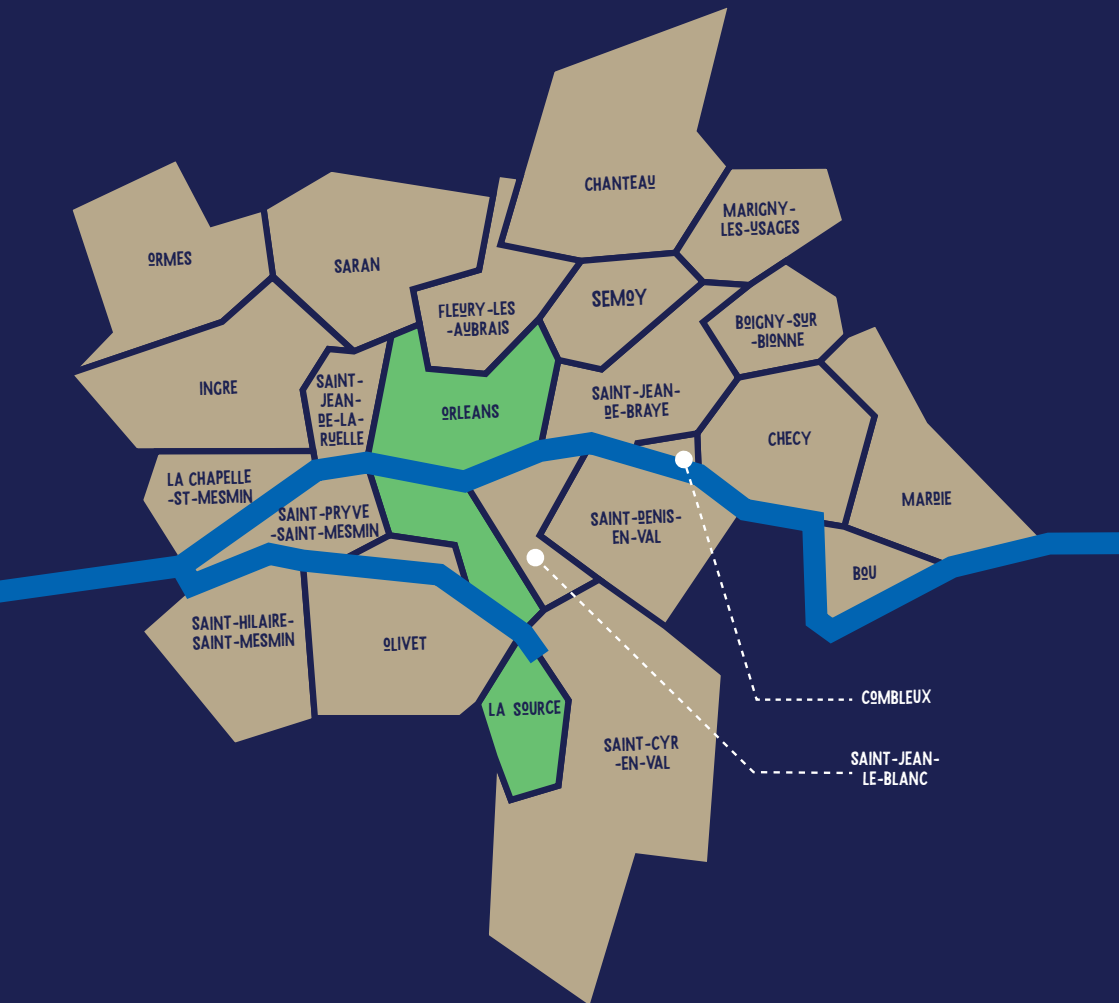 CHANTEAU
MARIGNY-
LES-USAGES
ORMES
SARAN
SEMOY
FLEURY-LES
-AUBRAIS
BOIGNY-SUR
-BIONNE
INGRE
SAINT-
JEAN-
DE-LA-
RUELLE
ORLEANS
SAINT-JEAN-
DE-BRAYE
CHECY
LA CHAPELLE
-ST-MESMIN
MARDIE
SAINT-PRYVE
-SAINT-MESMIN
SAINT-DENIS-
EN-VAL
BOU
SAINT-HILAIRE-
SAINT-MESMIN
OLIVET
COMBLEUX
LA SOURCE
SAINT-CYR
-EN-VAL
SAINT-JEAN-
LE-BLANC